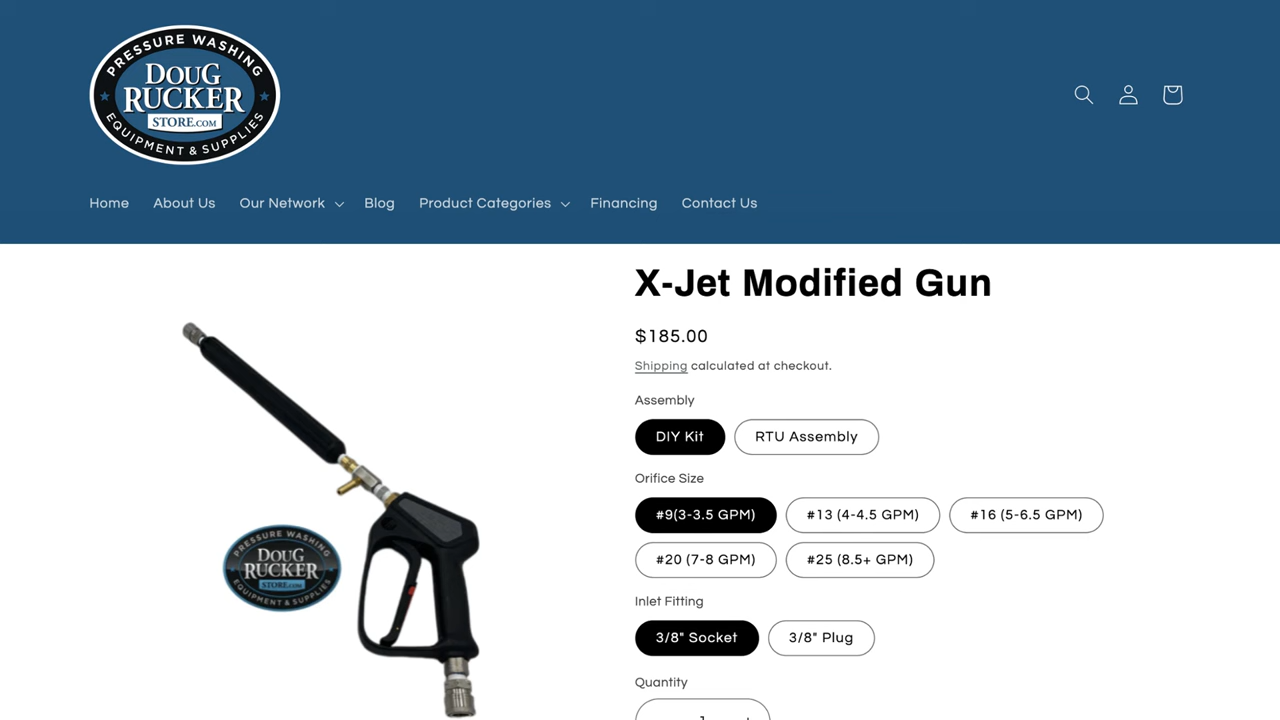 PRESSURE WASHING
DOUG
RUCKER
STORE.COM
EQUIPMENT & SUPPLIES
Home About Us Our Network Blog Product Categories Financing Contact Us
X-Jet Modified Gun
$185.00
Shipping calculated at checkout.
Assembly
DIY Kit RTU Assembly
Orifice Size
#9(3-3.5 GPM) #13 (4-4.5 GPM) #16 (5-6.5 GPM)
#20 (7-8 GPM) #25 (8.5+ GPM)
Inlet Fitting
3/8" Socket 3/8" Plug
Quantity
PRESSURE WASHING
DOUG
RUCKER
STORE.COM
EQUIPMENT & SUPPLIES